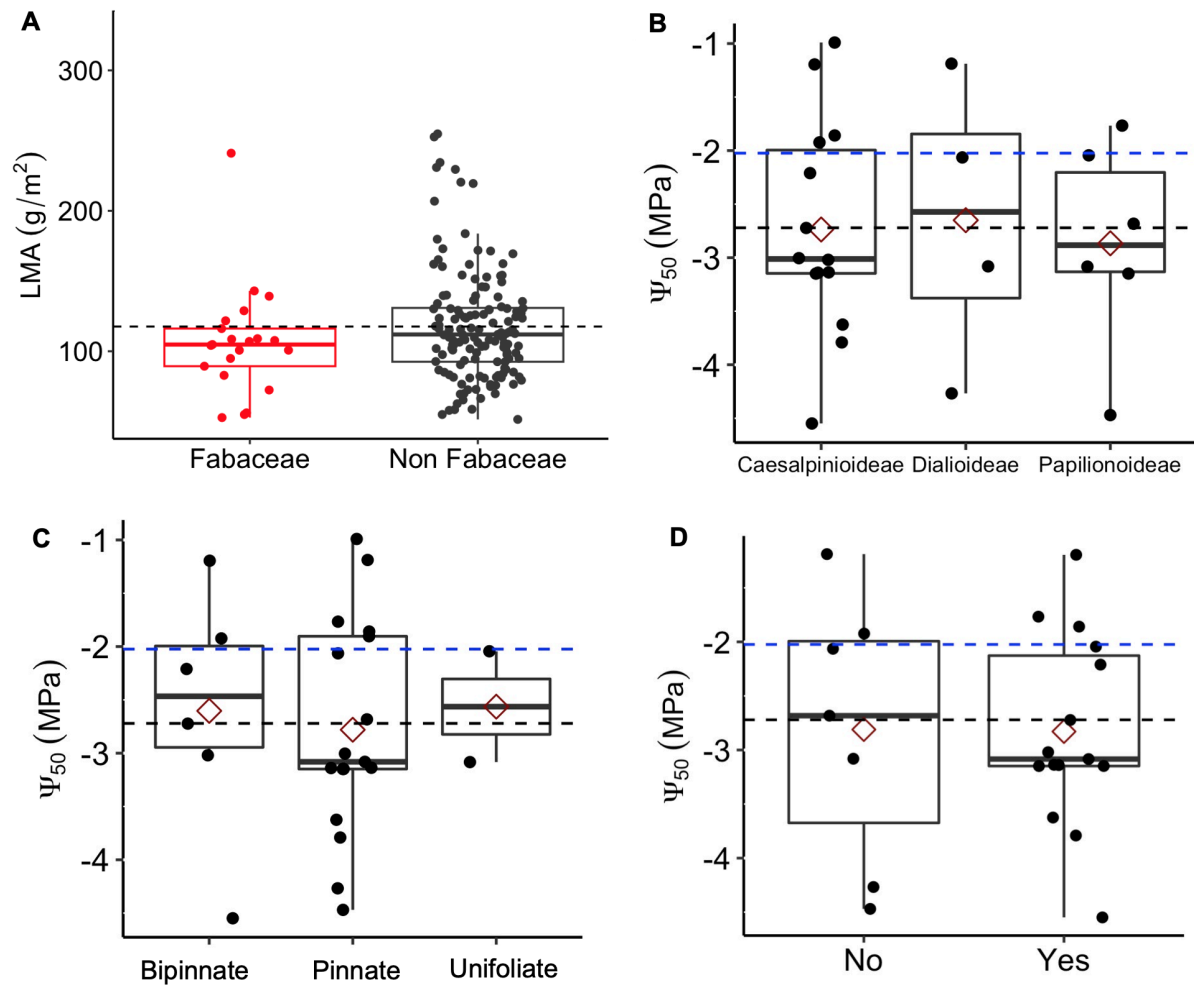 A
LMA (g/m²)
300
200
100
Fabaceae Non Fabaceae
B
Ψ₅₀ (MPa)
-1
-2
-3
-4
Caesalpinioideae Dialioideae Papilionoideae
C
Ψ₅₀ (MPa)
-1
-2
-3
-4
Bipinnate Pinnate Unifoliate
D
Ψ₅₀ (MPa)
-2
-3
-4
No Yes